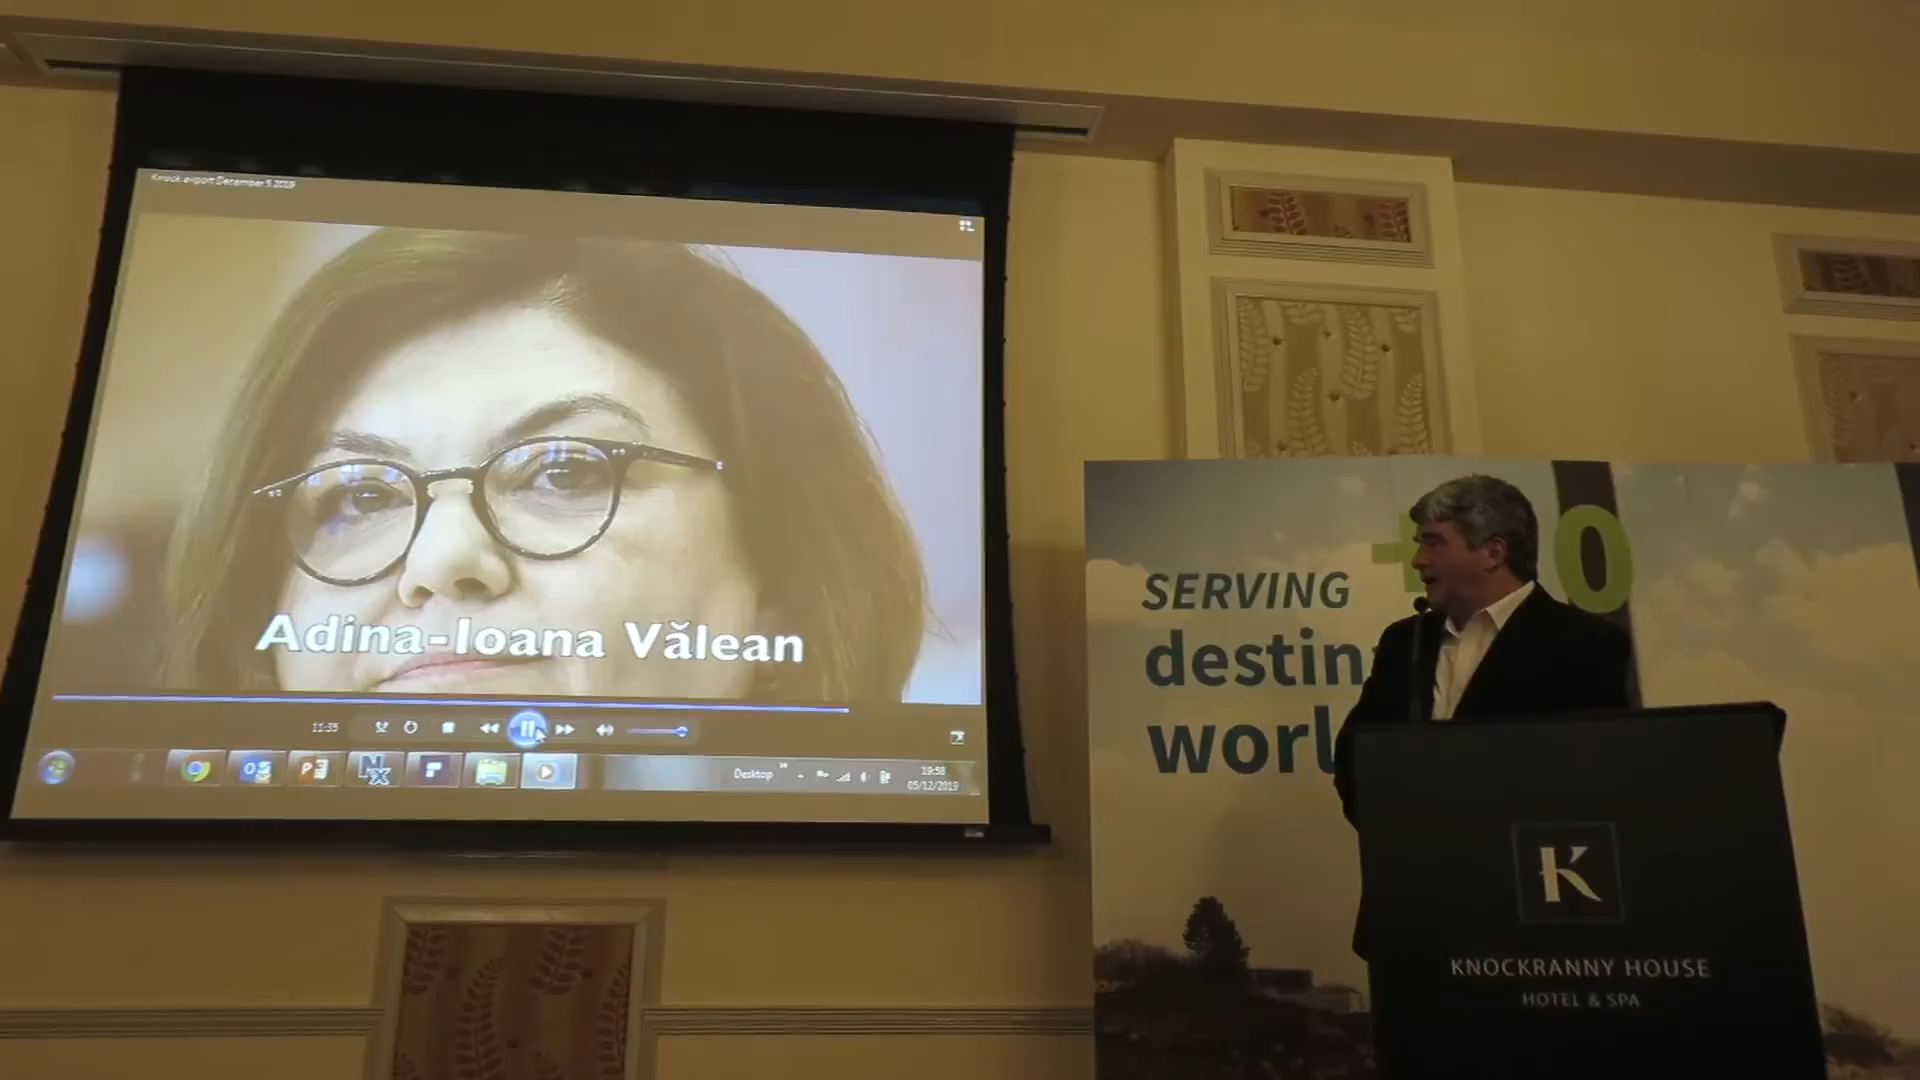 Knock airport December 5 2019
Adina-Ioana Vălean
11:35
Desktop
19:58
05/12/2019
SERVING
destin
worl
K
KNOCKRANNY HOUSE
HOTEL & SPA